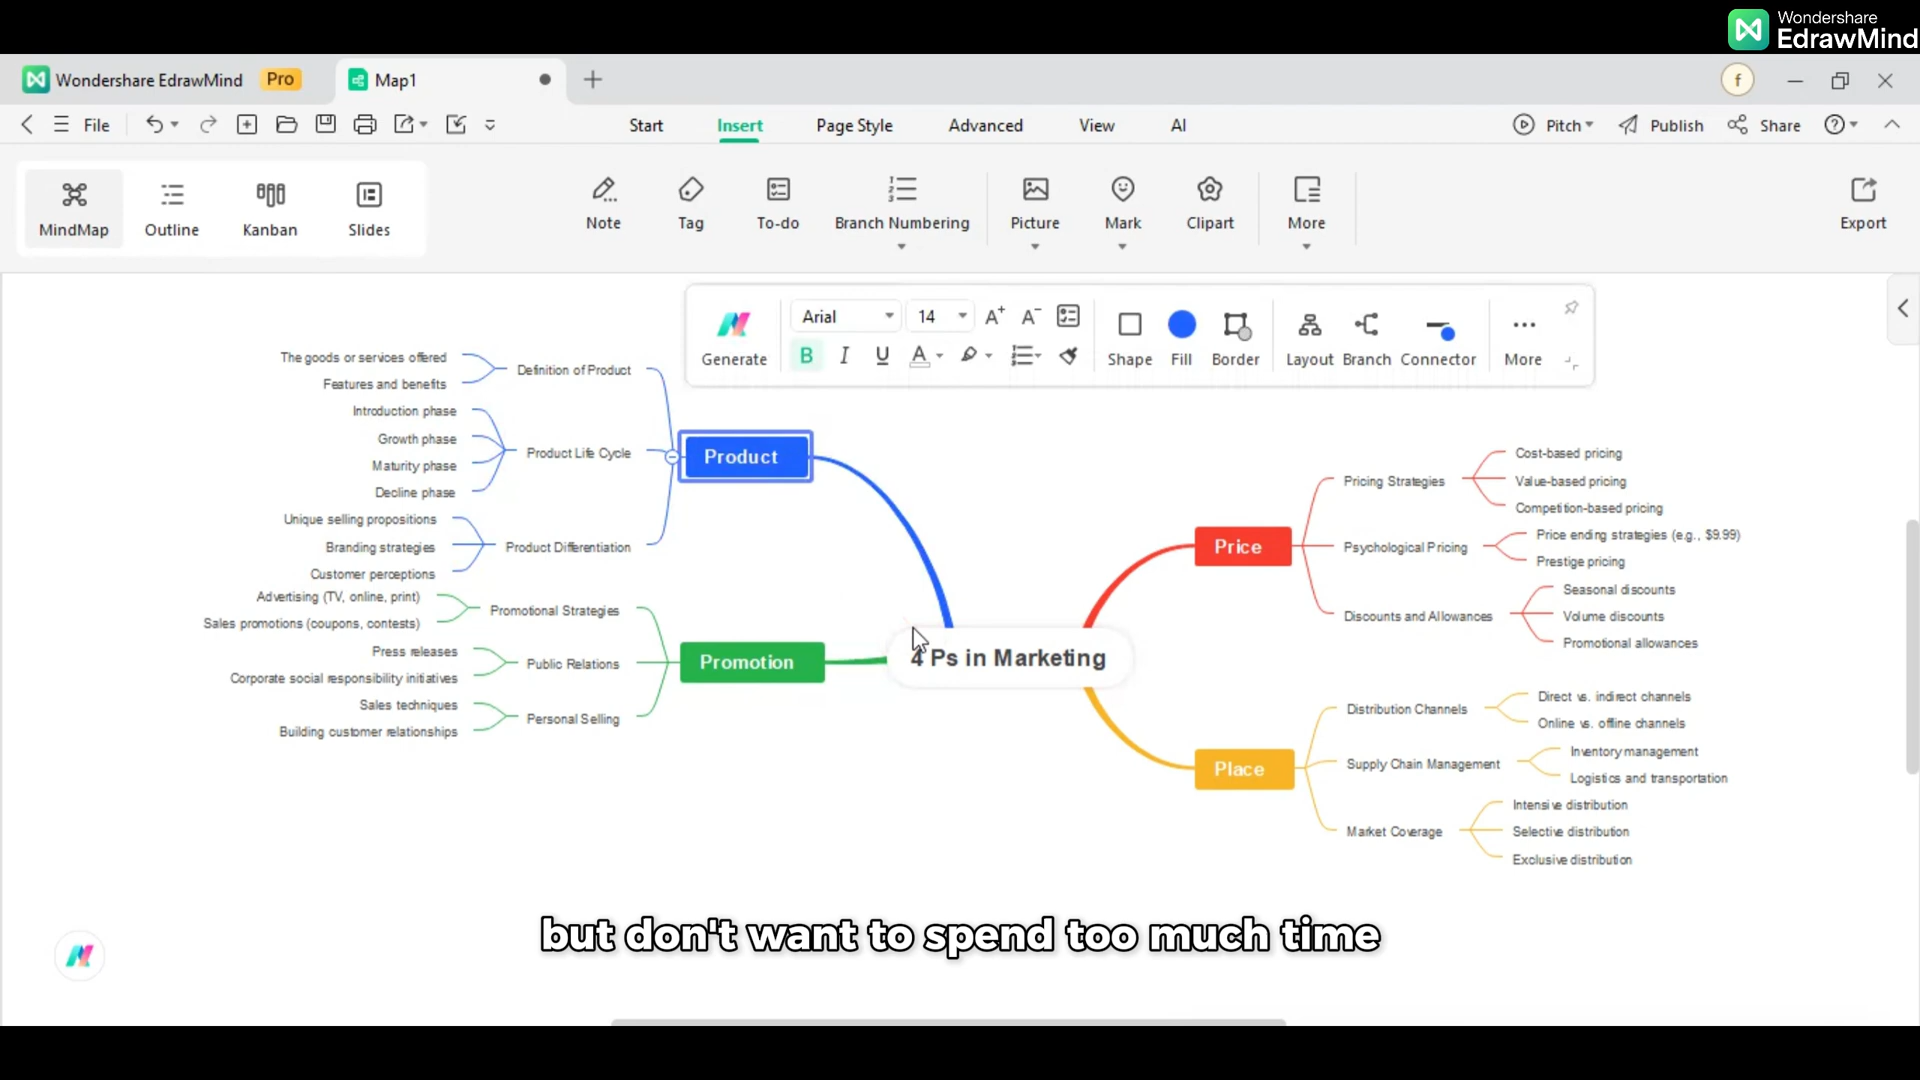 Wondershare
EdrawMind
Wondershare EdrawMind Pro
Map1
f
File
Start
Insert
Page Style
Advanced
View
AI
Pitch
Publish
Share
MindMap
Outline
Kanban
Slides
Note
Tag
To-do
Branch Numbering
Picture
Mark
Clipart
More
Export
Generate
Arial
14
A+
A-
B
I
U
A
Shape
Fill
Border
Layout
Branch
Connector
More
The goods or services offered
Features and benefits
Definition of Product
Introduction phase
Growth phase
Maturity phase
Decline phase
Product Life Cycle
Unique selling propositions
Branding strategies
Customer perceptions
Product Differentiation
Product
Advertising (TV, online, print)
Sales promotions (coupons, contests)
Promotional Strategies
Press releases
Corporate social responsibility initiatives
Public Relations
Sales techniques
Building customer relationships
Personal Selling
Promotion
4 Ps in Marketing
Price
Pricing Strategies
Cost-based pricing
Value-based pricing
Competition-based pricing
Psychological Pricing
Price ending strategies (e.g., $9.99)
Prestige pricing
Discounts and Allowances
Seasonal discounts
Volume discounts
Promotional allowances
Place
Distribution Channels
Direct vs. indirect channels
Online vs. offline channels
Supply Chain Management
Inventory management
Logistics and transportation
Market Coverage
Intensive distribution
Selective distribution
Exclusive distribution
but don't want to spend too much time